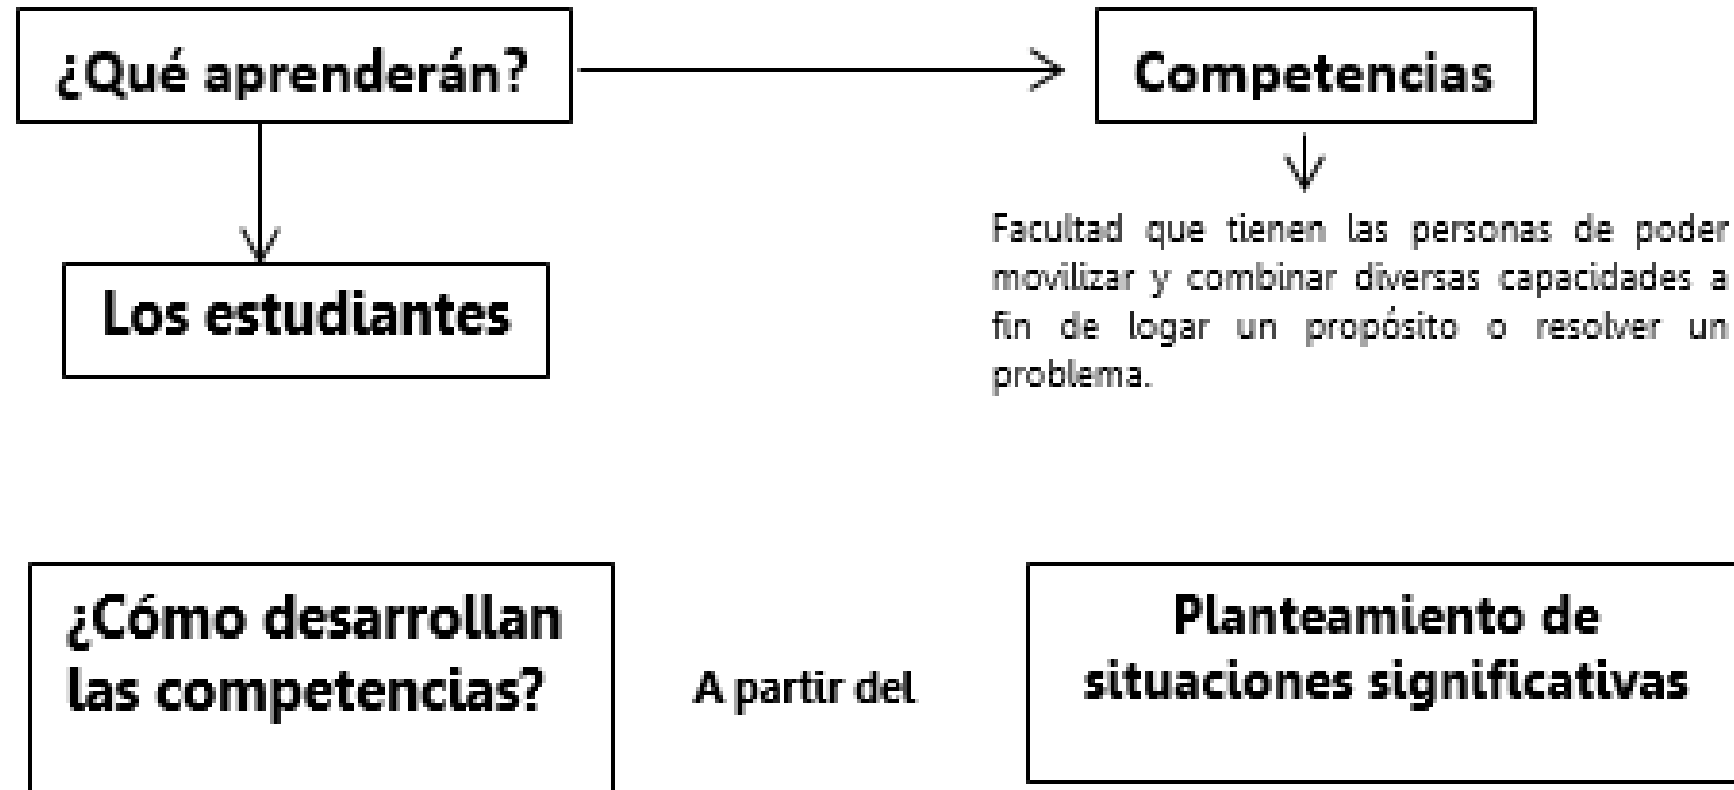 ¿Qué aprenderán?
Competencias
Los estudiantes
Facultad que tienen las personas de poder
movilizar y combinar diversas capacidades a
fin de logar un propósito o resolver un
problema.
¿Cómo desarrollan
las competencias?
A partir del
Planteamiento de
situaciones significativas